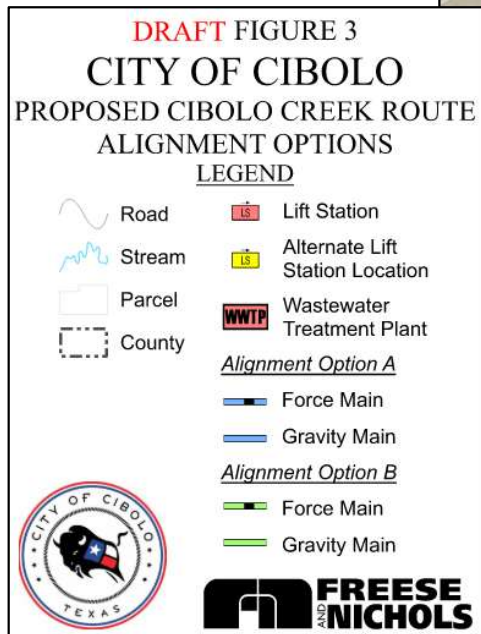 DRAFT FIGURE 3
CITY OF CIBOLO
PROPOSED CIBOLO CREEK ROUTE
ALIGNMENT OPTIONS
LEGEND
Road
Stream
Parcel
County
LS Lift Station
LS Alternate Lift
Station Location
WWTP Wastewater
Treatment Plant
Alignment Option A
Force Main
Gravity Main
Alignment Option B
Force Main
Gravity Main
CITY OF CIBOLO
TEXAS
FREESE
AND NICHOLS